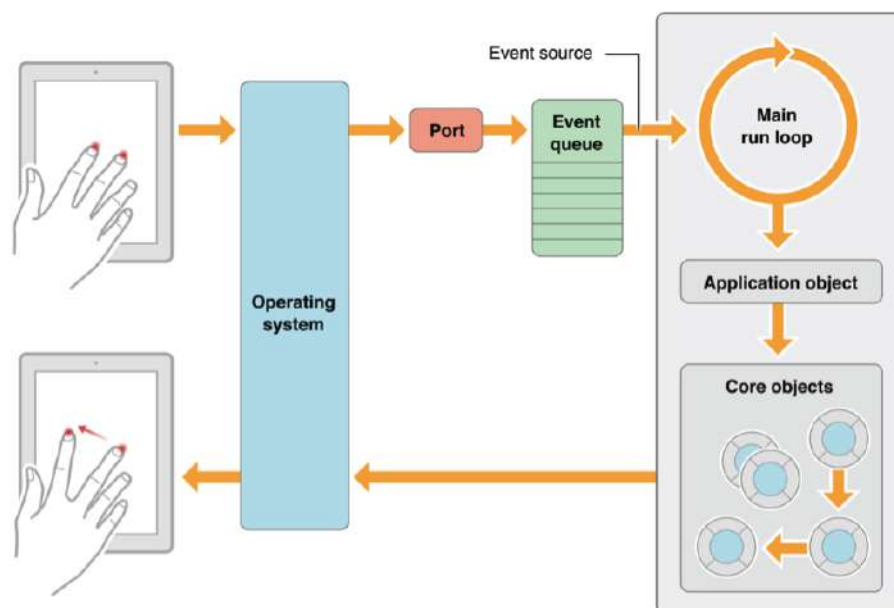 Event source
Port
Event
queue
Main
run loop
Operating
system
Application object
Core objects